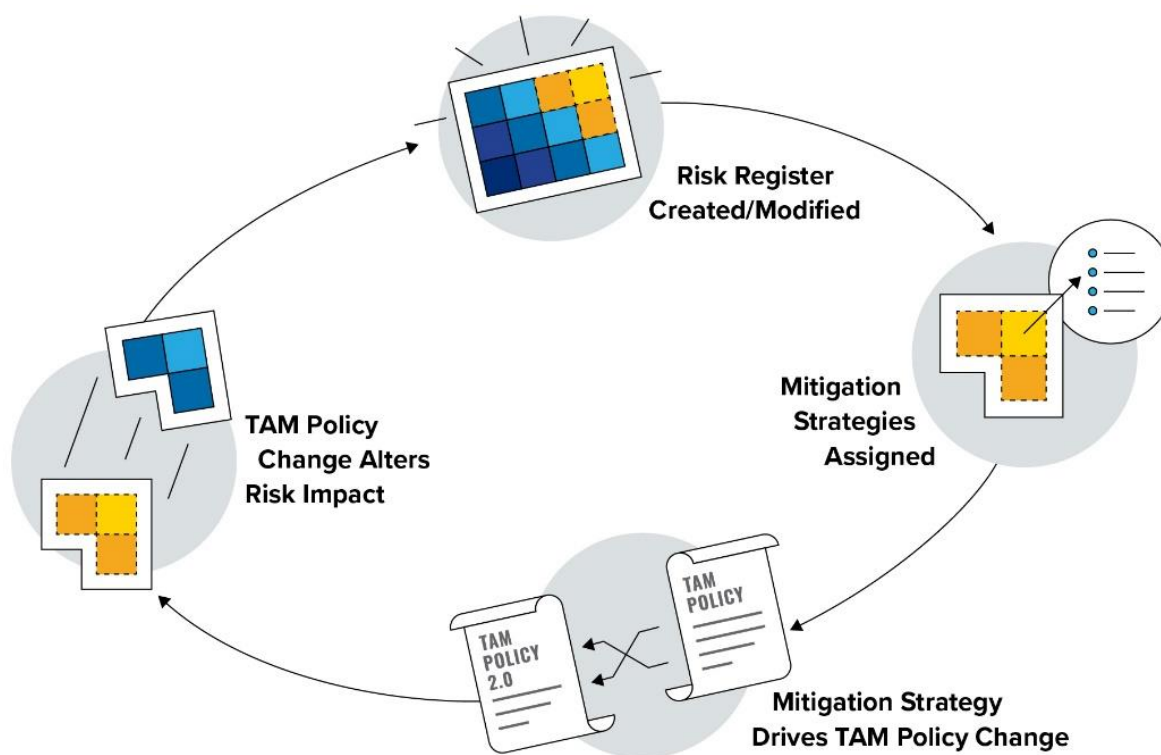 Risk Register
Created/Modified
Mitigation
Strategies
Assigned
TAM
POLICY
TAM
POLICY
2.0
Mitigation Strategy
Drives TAM Policy Change
TAM Policy
Change Alters
Risk Impact